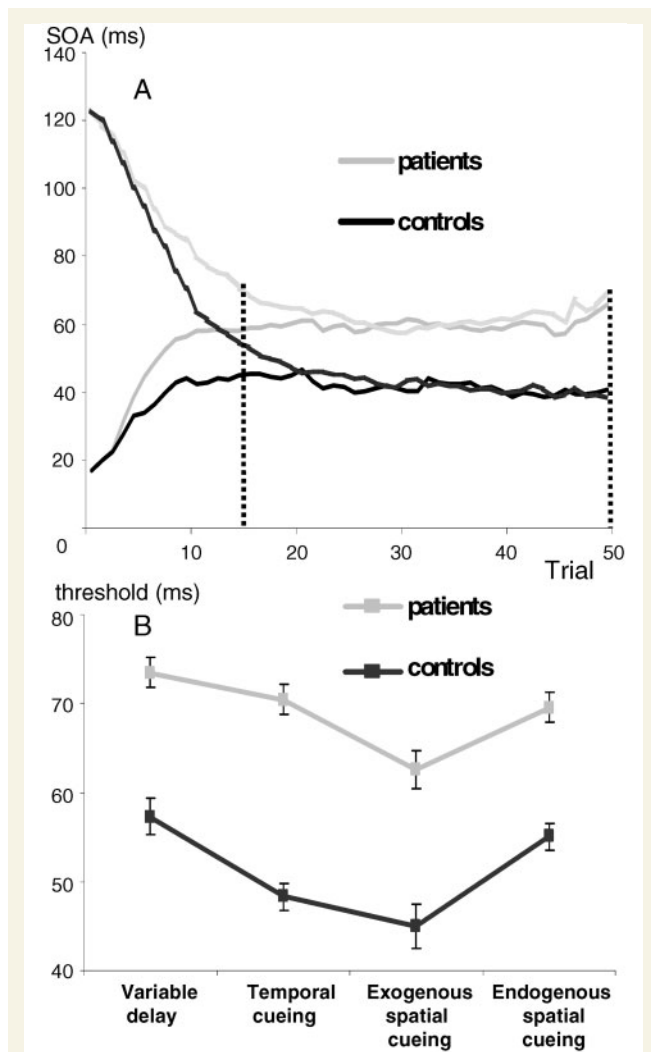 SOA (ms)
140
A
120
patients
100
controls
80
60
40
20
0
10
20
30
40
50
Trial
threshold (ms)
80
B
patients
controls
70
60
50
40
Variable delay
Temporal cueing
Exogenous spatial cueing
Endogenous spatial cueing